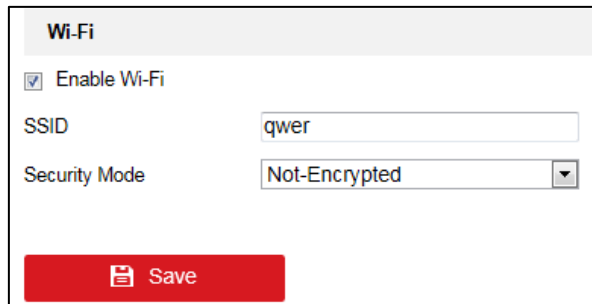 Wi-Fi
Enable Wi-Fi
SSID qwer
Security Mode Not-Encrypted
Save